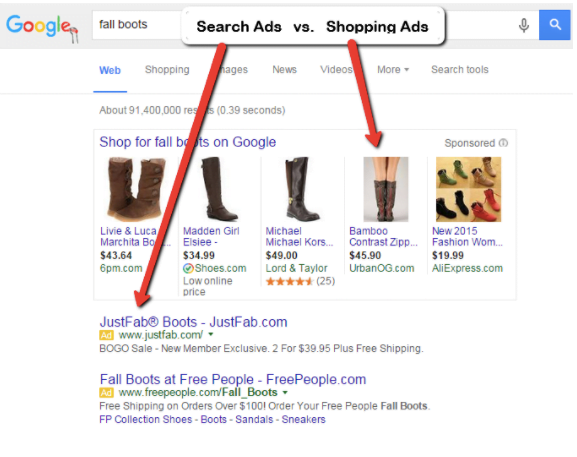 Google
fall boots
Search Ads vs. Shopping Ads
Web Shopping Images News Videos More Search tools
About 91,400,000 results (0.39 seconds)
Shop for fall boots on Google Sponsored
Livie & Luca
Marchita Bo...
$43.64
6pm.com
Madden Girl
Elsiee -
$34.99
Shoes.com
Low online
price
Michael
Michael Kors...
$49.00
Lord & Taylor
(25)
Bamboo
Contrast Zipp...
$45.90
UrbanOG.com
New 2015
Fashion Wom...
$19.99
AliExpress.com
JustFab® Boots - JustFab.com
Ad www.justfab.com/
BOGO Sale - New Member Exclusive. 2 For $39.95 Plus Free Shipping.
Fall Boots at Free People - FreePeople.com
Ad www.freepeople.com/Fall_Boots
Free Shipping on Orders Over $100! Order Your Free People Fall Boots.
FP Collection Shoes - Boots - Sandals - Sneakers